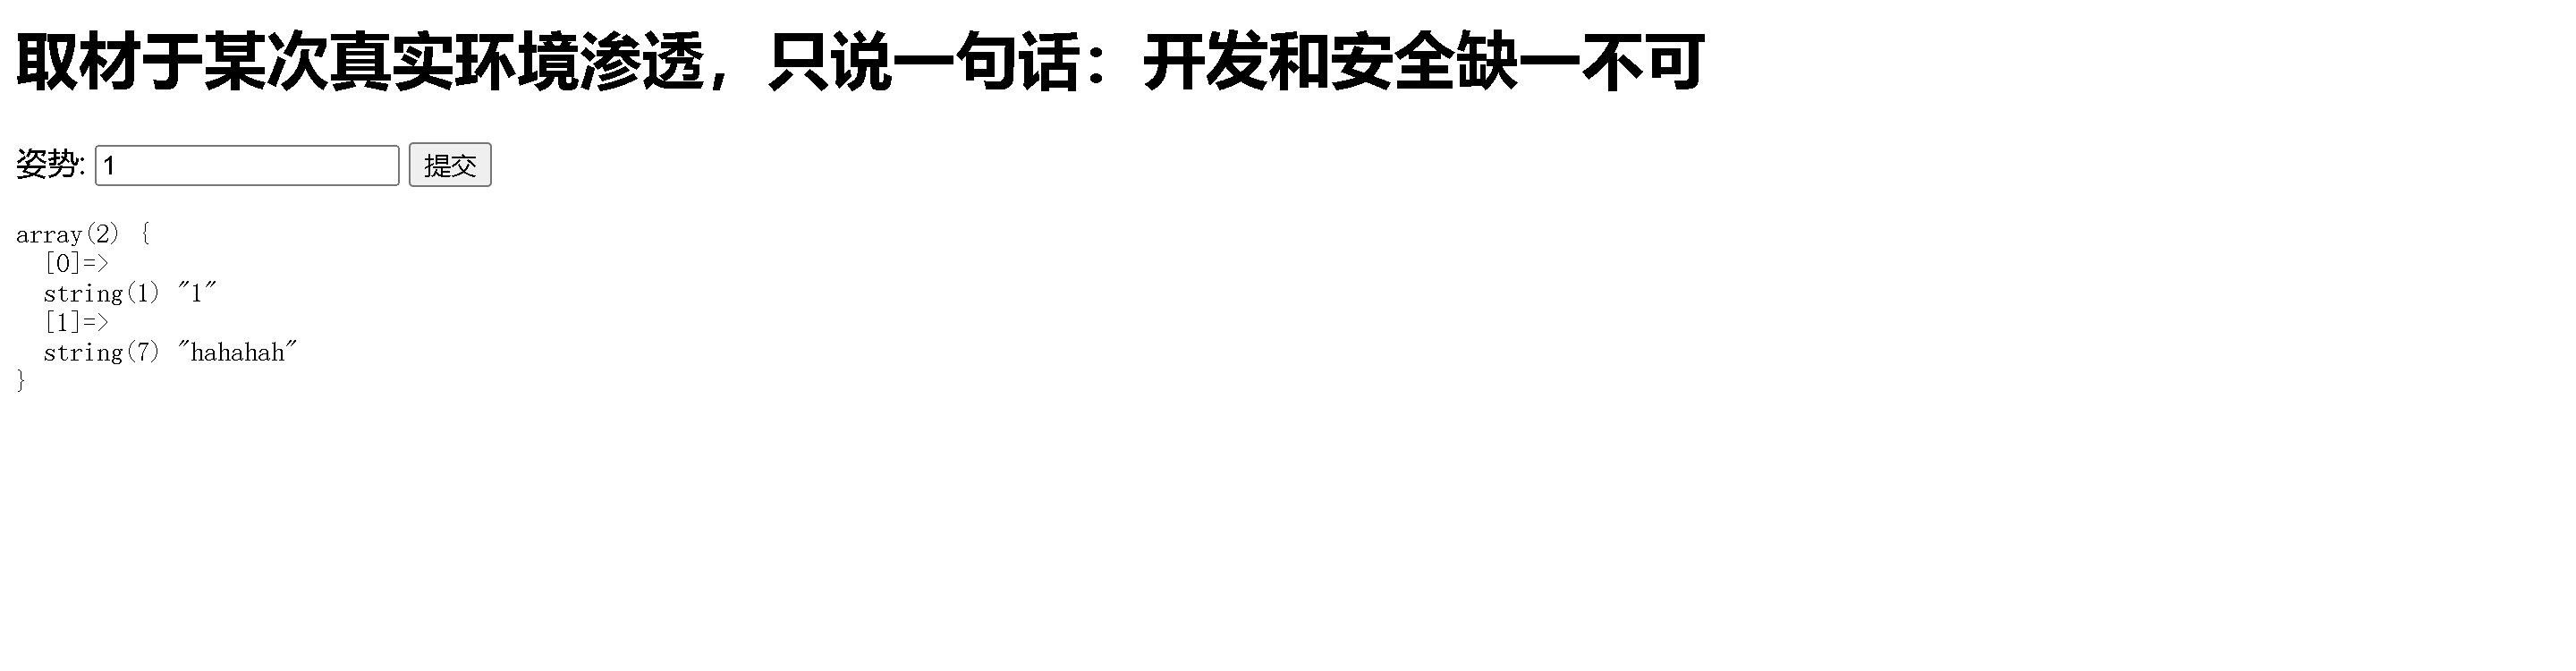 取材于某次真实环境渗透，只说一句话：开发和安全缺一不可
姿势: 1 提交
array(2) {
  [0]=>
  string(1) "1"
  [1]=>
  string(7) "hahahah"
}